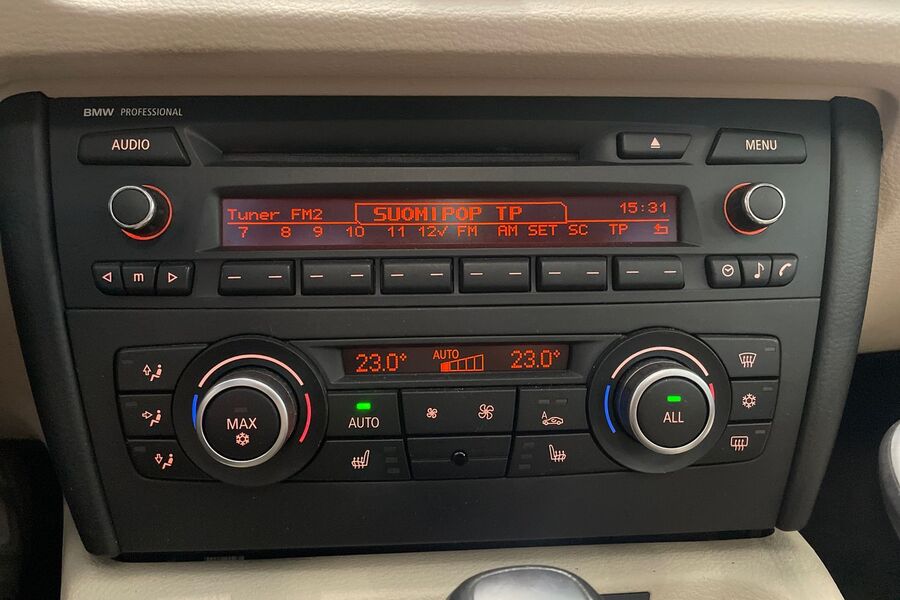 BMW PROFESSIONAL
AUDIO
MENU
Tuner FM2
SUOMIPOP TP
15:31
7 8 9 10 11 12✓ FM AM SET SC TP
m
23.0°
AUTO
23.0°
MAX
AUTO
A
ALL